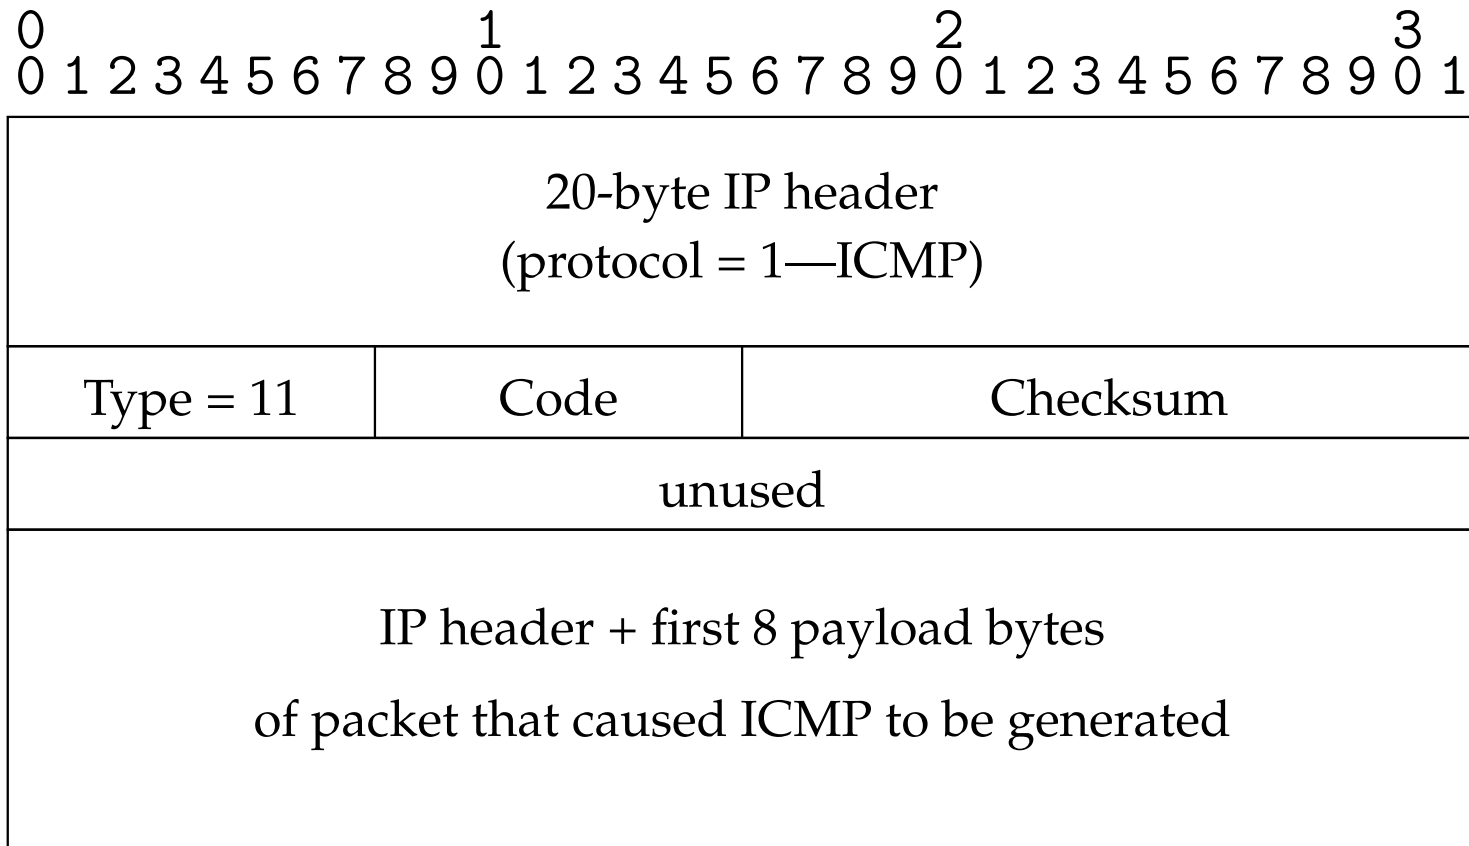 0 1 2 3
0 1 2 3 4 5 6 7 8 9 0 1 2 3 4 5 6 7 8 9 0 1 2 3 4 5 6 7 8 9 0 1
20-byte IP header
(protocol = 1—ICMP)
Type = 11 Code Checksum
unused
IP header + first 8 payload bytes
of packet that caused ICMP to be generated